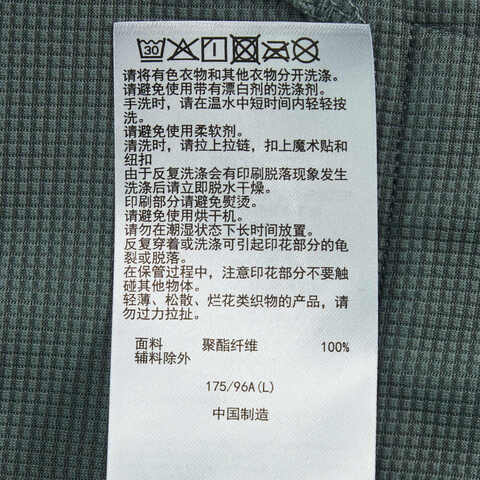 30
请将有色衣物和其他衣物分开洗涤。
请避免使用带有漂白剂的洗涤剂。
手洗时，请在温水中短时间内轻轻按
洗。
请避免使用柔软剂。
清洗时，请拉上拉链，扣上魔术贴和
纽扣
由于反复洗涤会有印刷脱落现象发生
洗涤后请立即脱水干燥。
印刷部分请避免熨烫。
请避免使用烘干机。
请勿在潮湿状态下长时间放置。
反复穿着或洗涤可引起印花部分的龟
裂或脱落。
在保管过程中，注意印花部分不要触
碰其他物体。
轻薄、松散、烂花类织物的产品，请
勿过力拉扯。
面料 聚酯纤维 100%
辅料除外
175/96A(L)
中国制造